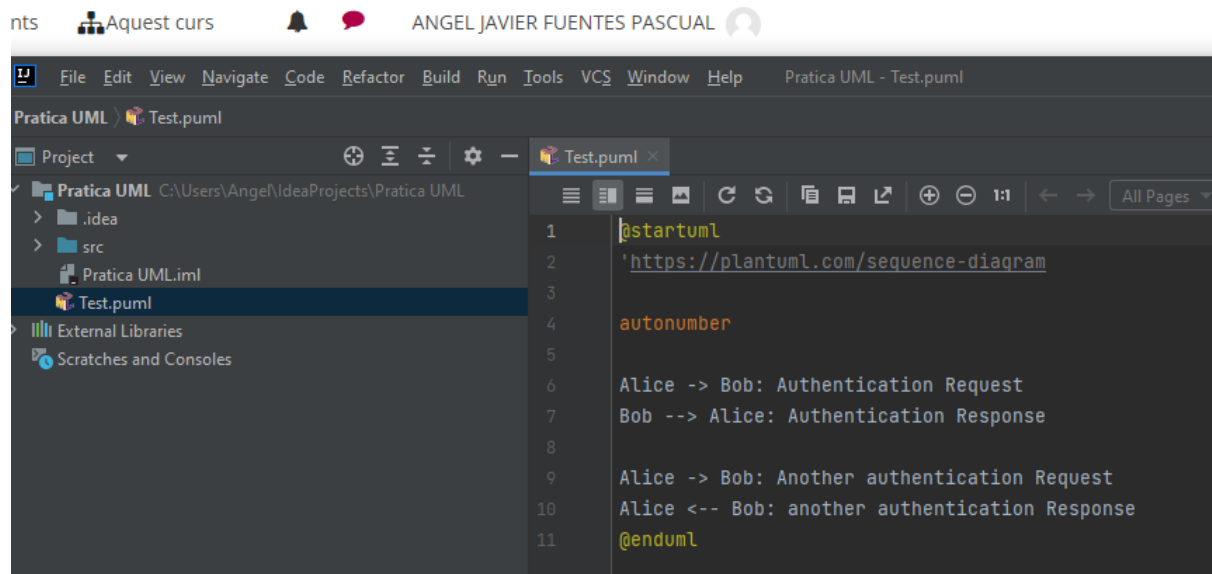 nts Aquest curs ANGEL JAVIER FUENTES PASCUAL
IJ File Edit View Navigate Code Refactor Build Run Tools VCS Window Help Pratica UML - Test.puml
Pratica UML Test.puml
Project Test.puml
Pratica UML C:\Users\Angel\IdeaProjects\Pratica UML 1:1 All Pages
.idea
src
Pratica UML.iml
Test.puml
External Libraries
Scratches and Consoles
1 @startuml
2 'https://plantuml.com/sequence-diagram
3
4 autonumber
5
6 Alice -> Bob: Authentication Request
7 Bob --> Alice: Authentication Response
8
9 Alice -> Bob: Another authentication Request
10 Alice <-- Bob: another authentication Response
11 @enduml